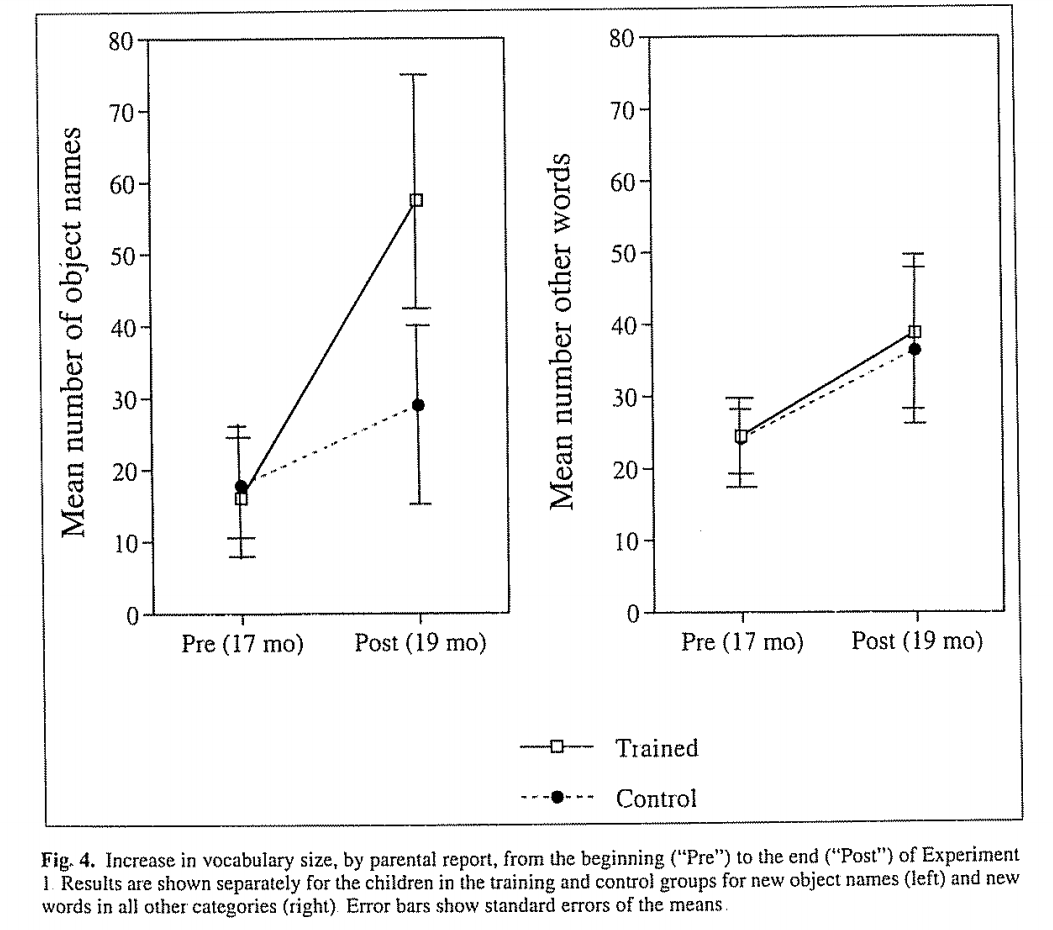 80
70
60
50
40
30
20
10
0
Mean number of object names
Pre (17 mo)
Post (19 mo)
80
70
60
50
40
30
20
10
0
Mean number other words
Pre (17 mo)
Post (19 mo)
Trained
Control
Fig. 4. Increase in vocabulary size, by parental report, from the beginning (“Pre”) to the end (“Post”) of Experiment
1. Results are shown separately for the children in the training and control groups for new object names (left) and new
words in all other categories (right). Error bars show standard errors of the means.